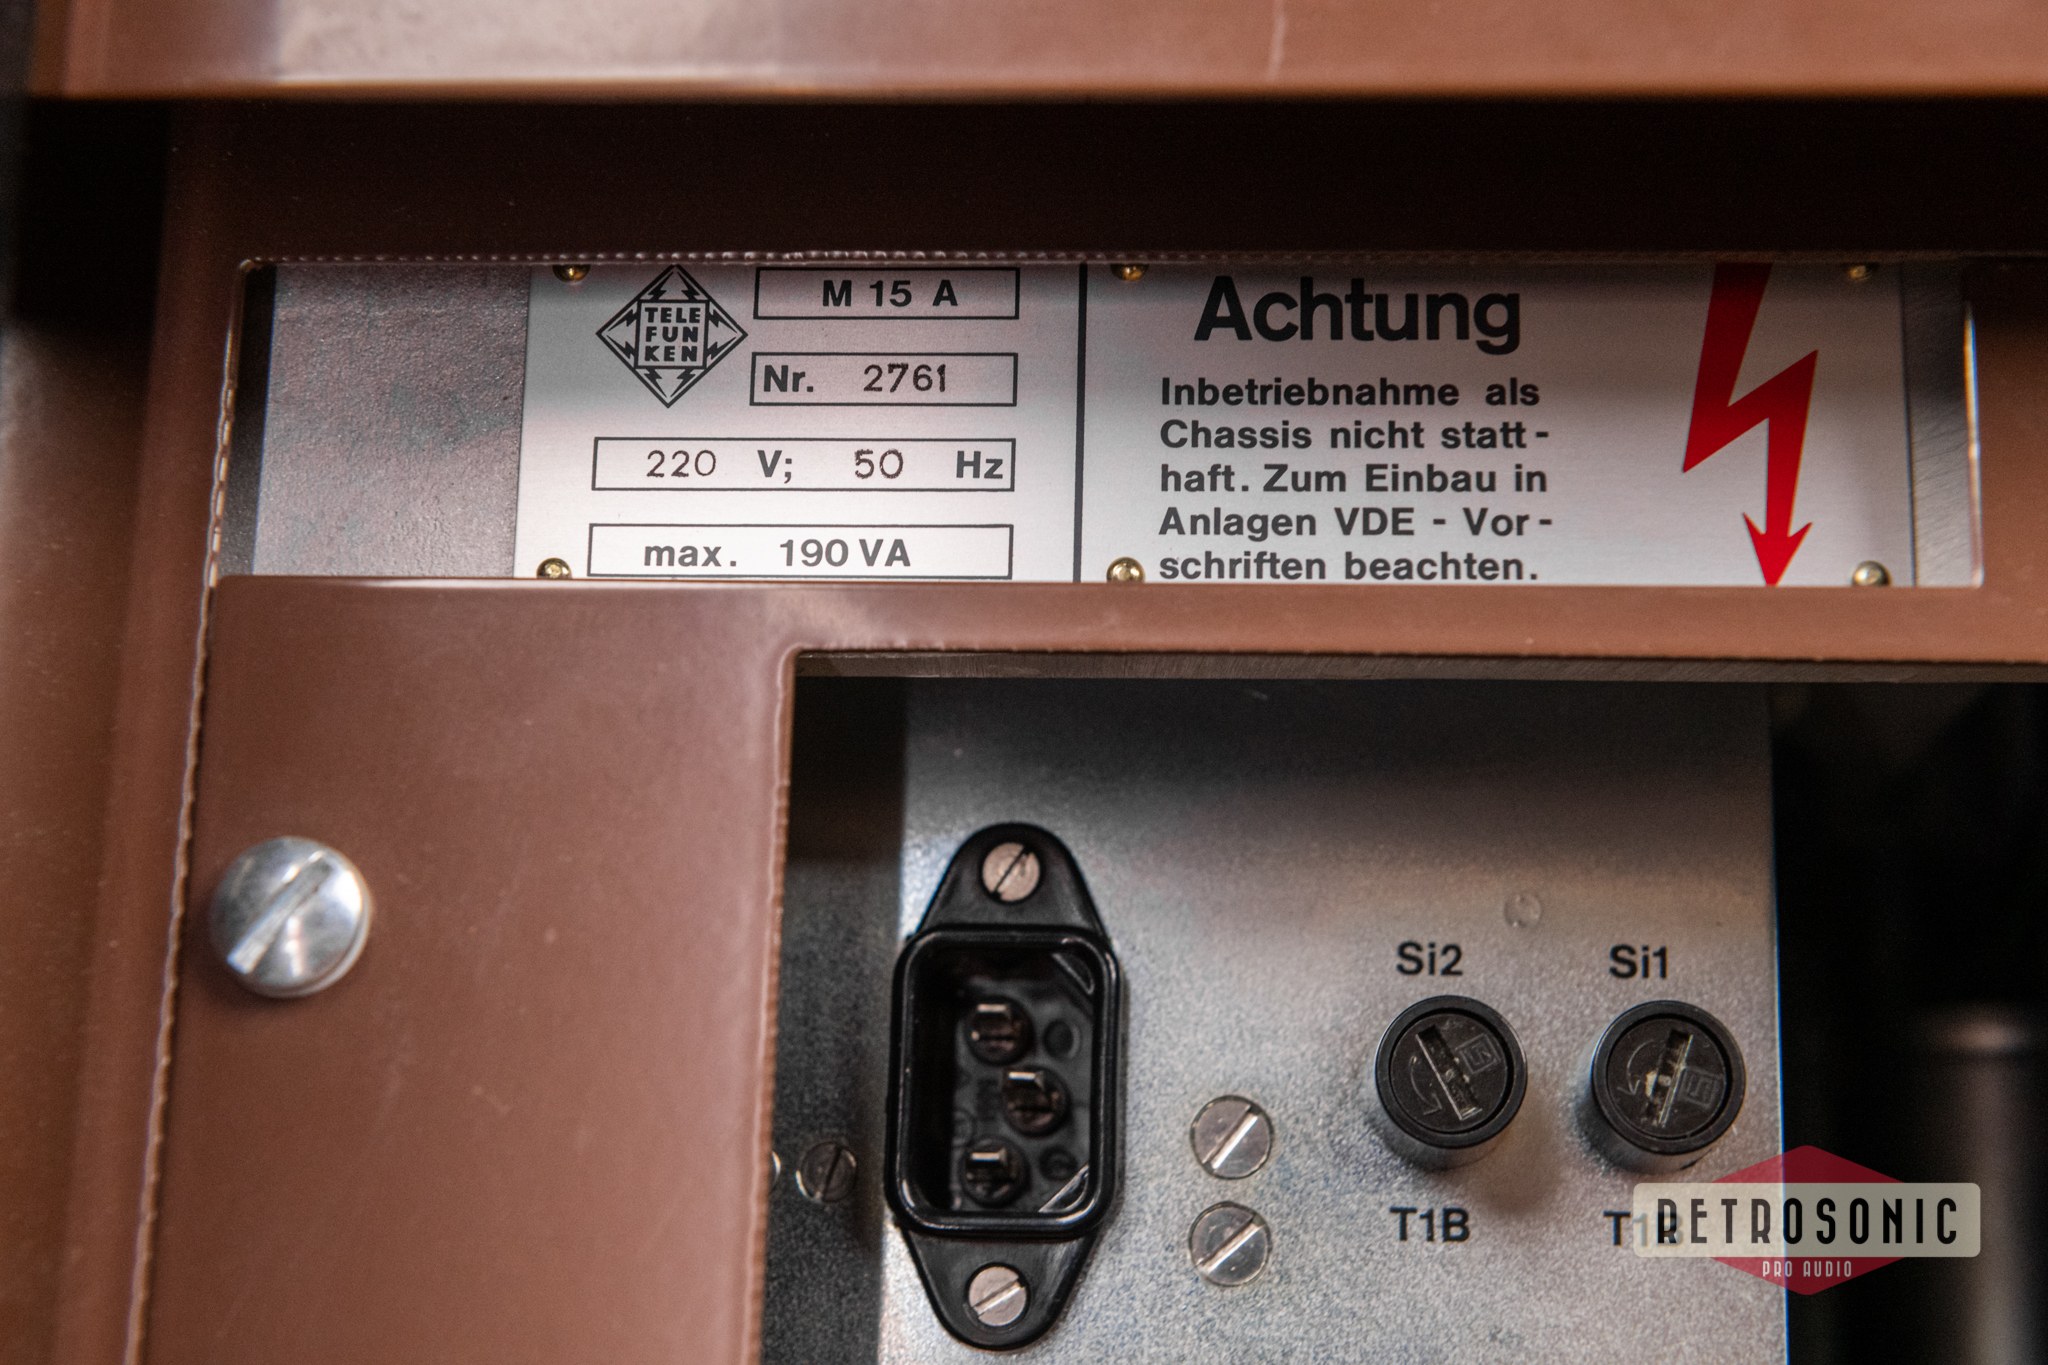 TELE
FUN
KEN
M 15 A
Nr. 2761
220 V; 50 Hz
max. 190 VA
Achtung
Inbetriebnahme als
Chassis nicht statt-
haft. Zum Einbau in
Anlagen VDE - Vor-
schriften beachten.
Si2 Si1
T1B T1B
RETROSONIC
PRO AUDIO